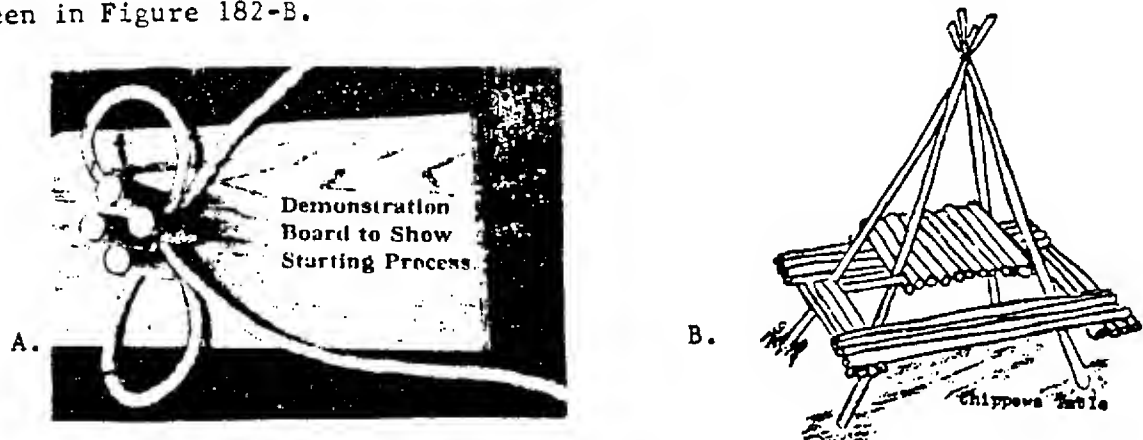 een in Figure 182-B.
Demonstration
Board to Show
Starting Process
A.
B.
Chippewa Table